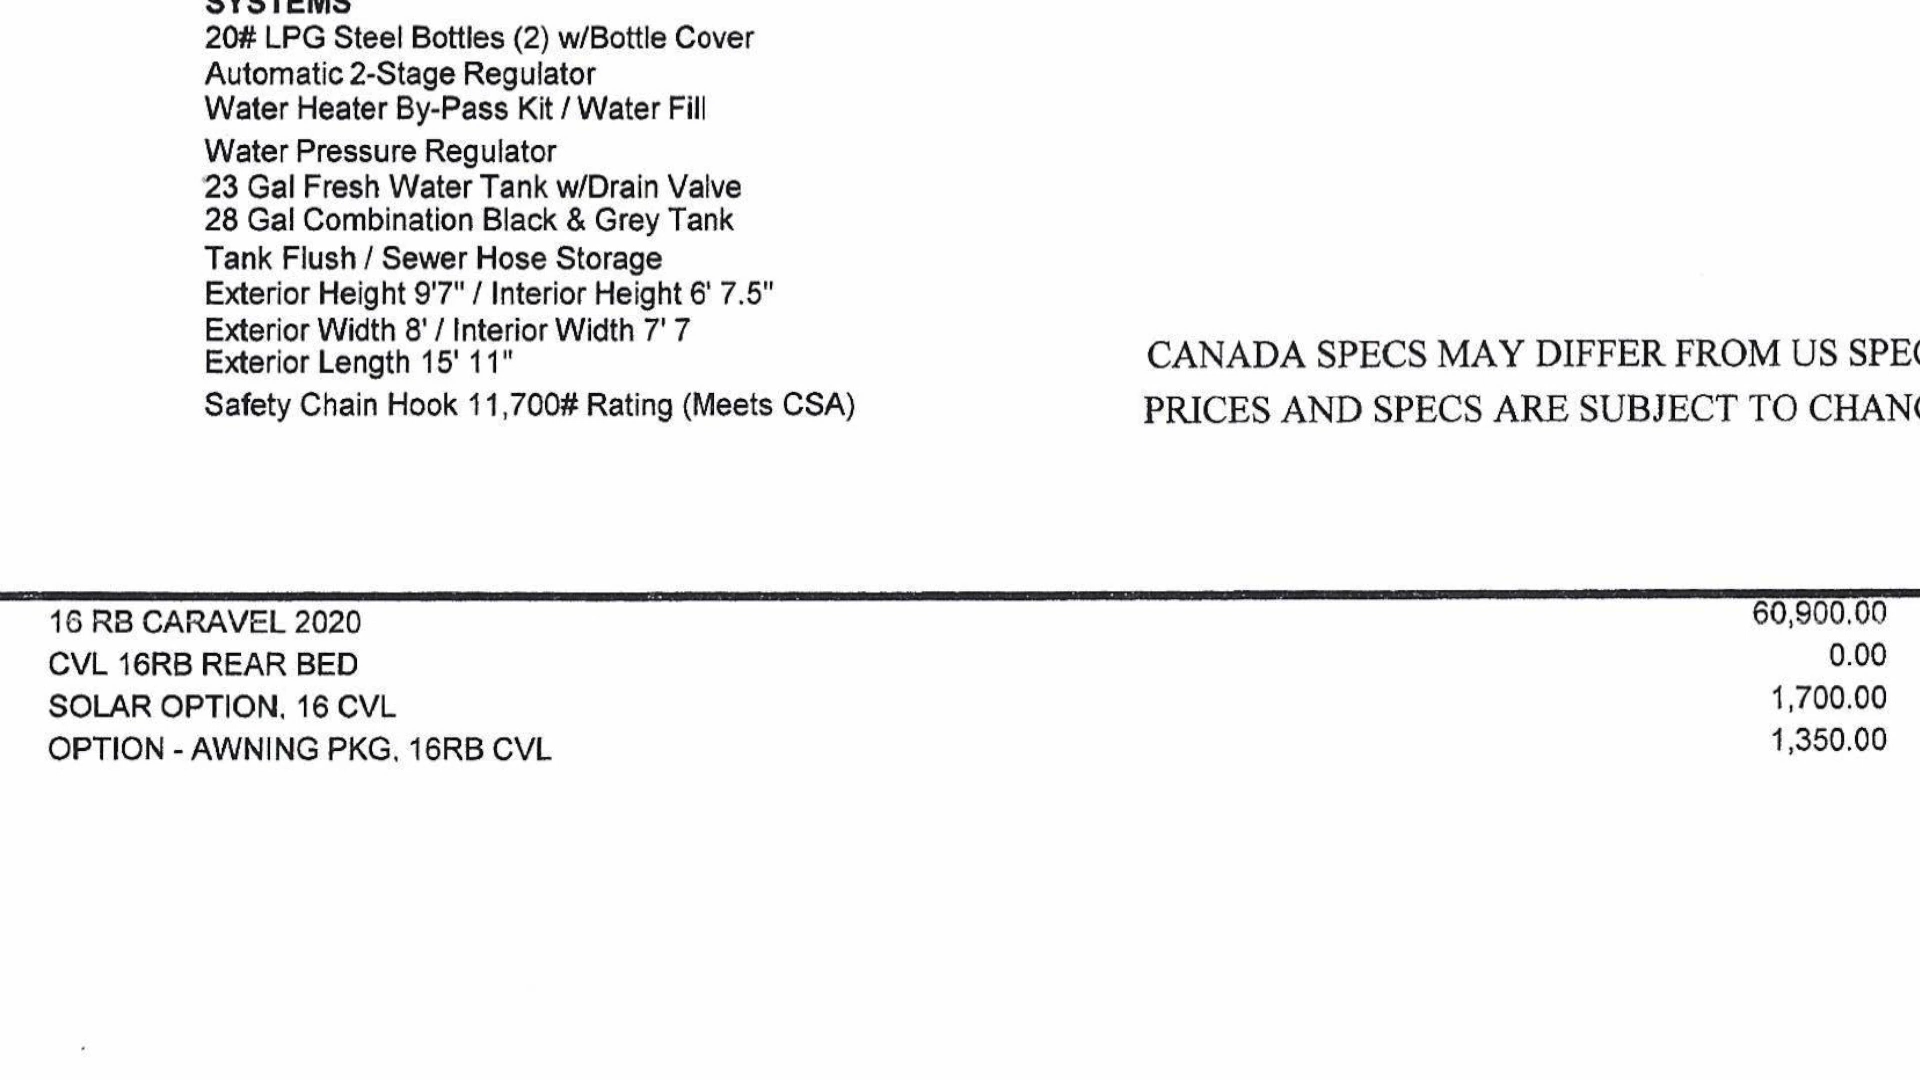 SYSTEMS
20# LPG Steel Bottles (2) w/Bottle Cover
Automatic 2-Stage Regulator
Water Heater By-Pass Kit / Water Fill
Water Pressure Regulator
23 Gal Fresh Water Tank w/Drain Valve
28 Gal Combination Black & Grey Tank
Tank Flush / Sewer Hose Storage
Exterior Height 9'7" / Interior Height 6' 7.5"
Exterior Width 8' / Interior Width 7' 7
Exterior Length 15' 11"
Safety Chain Hook 11,700# Rating (Meets CSA)
CANADA SPECS MAY DIFFER FROM US
PRICES AND SPECS ARE SUBJECT TO
16 RB CARAVEL 2020 60,900.00
CVL 16RB REAR BED 0.00
SOLAR OPTION, 16 CVL 1,700.00
OPTION - AWNING PKG, 16RB CVL 1,350.00